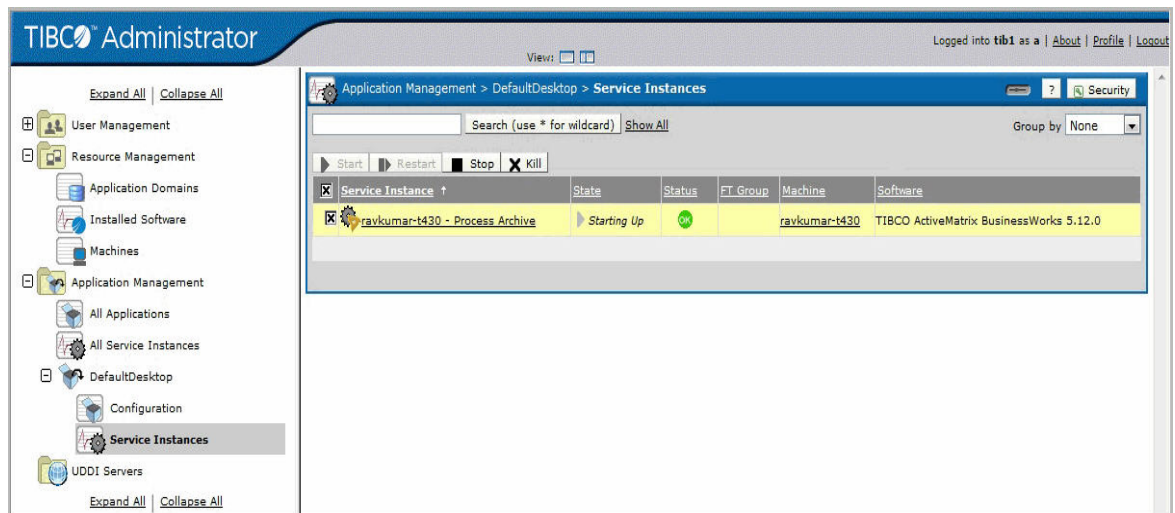 TIBCO™ Administrator
View:
Logged into tib1 as a | About | Profile | Logout
Expand All | Collapse All
User Management
Resource Management
Application Domains
Installed Software
Machines
Application Management
All Applications
All Service Instances
DefaultDesktop
Configuration
Service Instances
UDDI Servers
Expand All | Collapse All
Application Management > DefaultDesktop > Service Instances
? Security
Search (use * for wildcard) Show All
Group by None
Start Restart Stop Kill
Service Instance ↑ State Status FT Group Machine Software
ravkumar-t430 - Process Archive Starting Up OK ravkumar-t430 TIBCO ActiveMatrix BusinessWorks 5.12.0